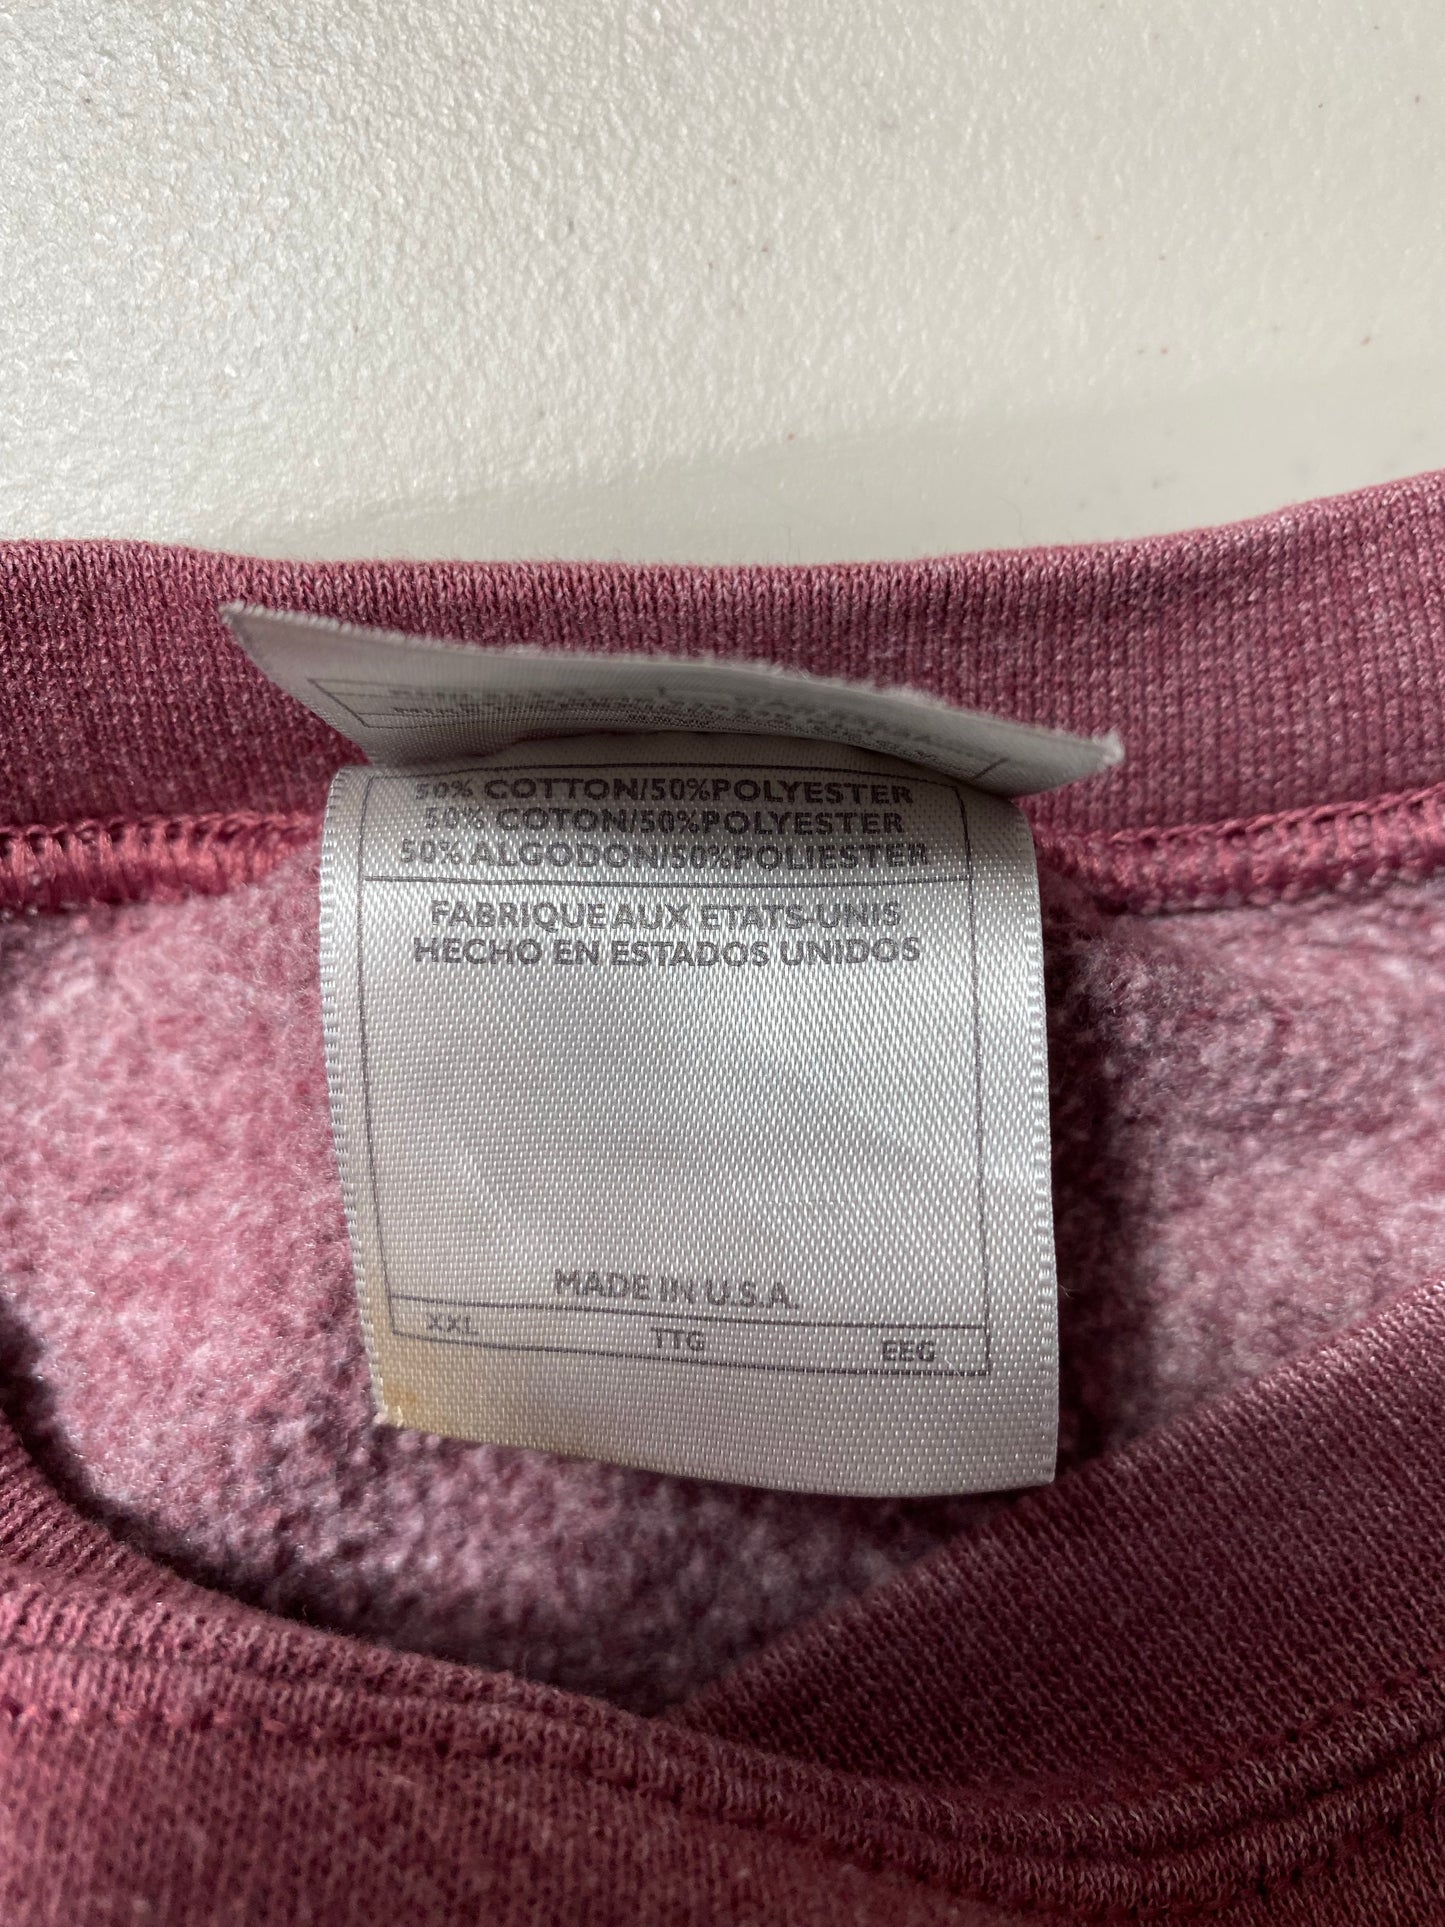 50% COTTON/50%POLYESTER
50% COTON/50%POLYESTER
50% ALGODON/50%POLIESTER
FABRIQUE AUX ETATS-UNIS
HECHO EN ESTADOS UNIDOS
MADE IN U.S.A.
XXL TTG EEG